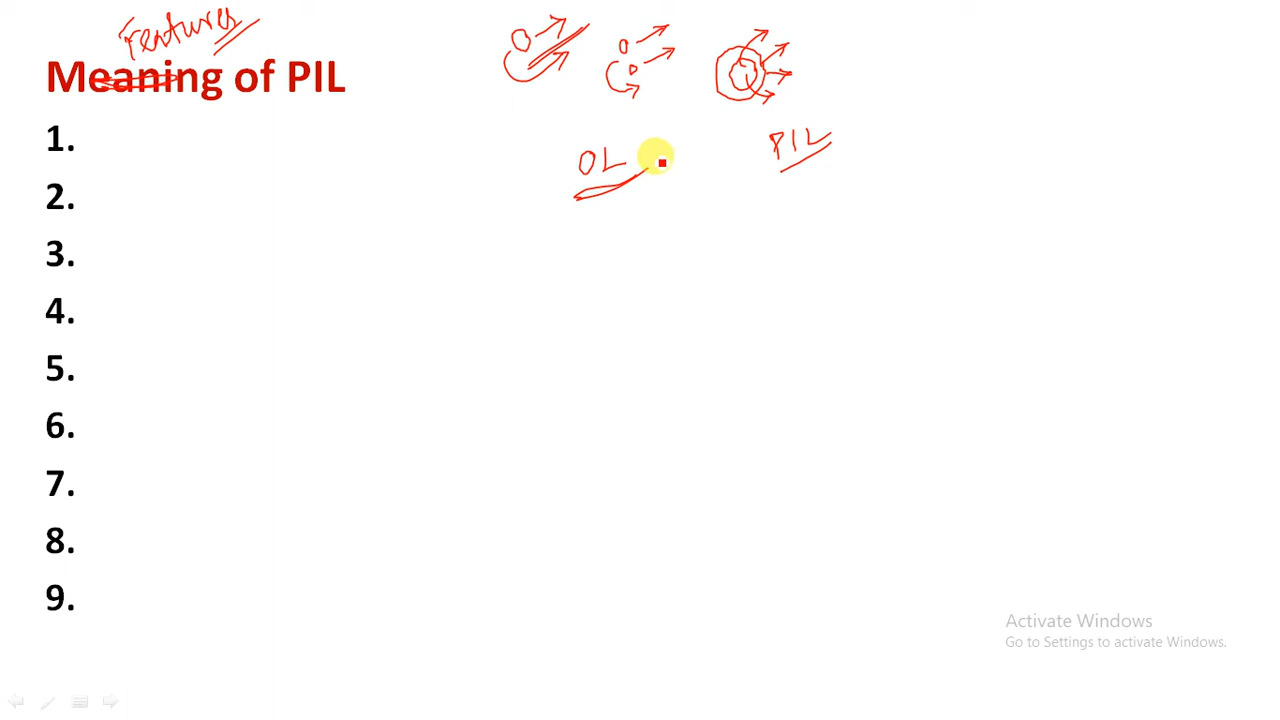 Features
Meaning of PIL
1.
OL
PIL
2.
3.
4.
5.
6.
7.
8.
9.
Activate Windows
Go to Settings to activate Windows.